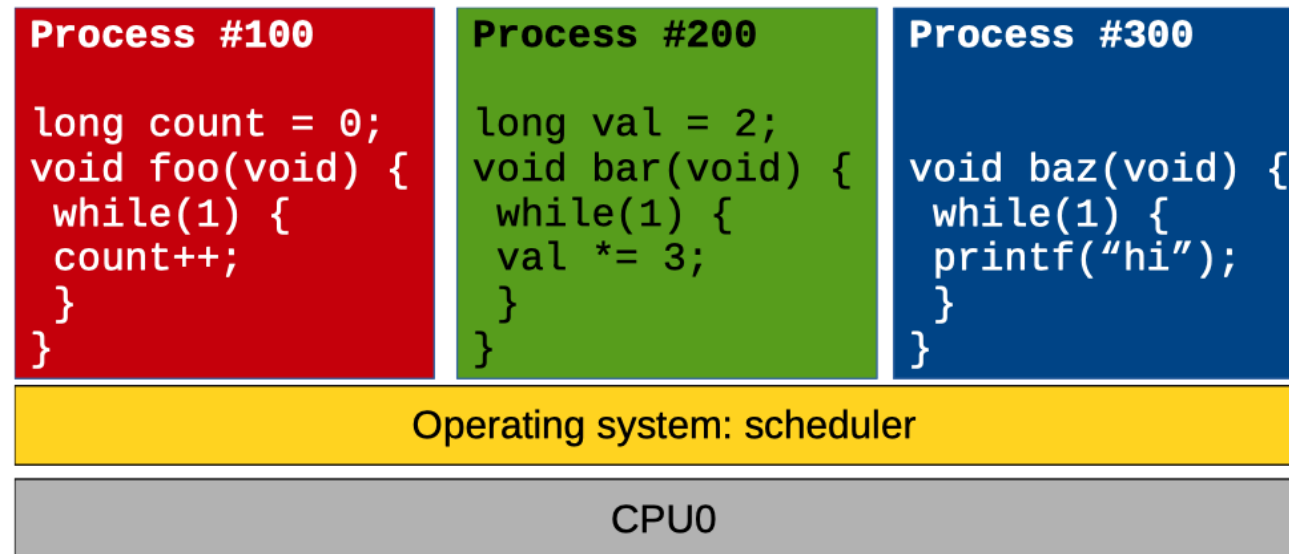 Process #100
long count = 0;
void foo(void) {
while(1) {
count++;
}
}
Process #200
long val = 2;
void bar(void) {
while(1) {
val *= 3;
}
}
Process #300
void baz(void) {
while(1) {
printf(“hi”);
}
}
Operating system: scheduler
CPU0